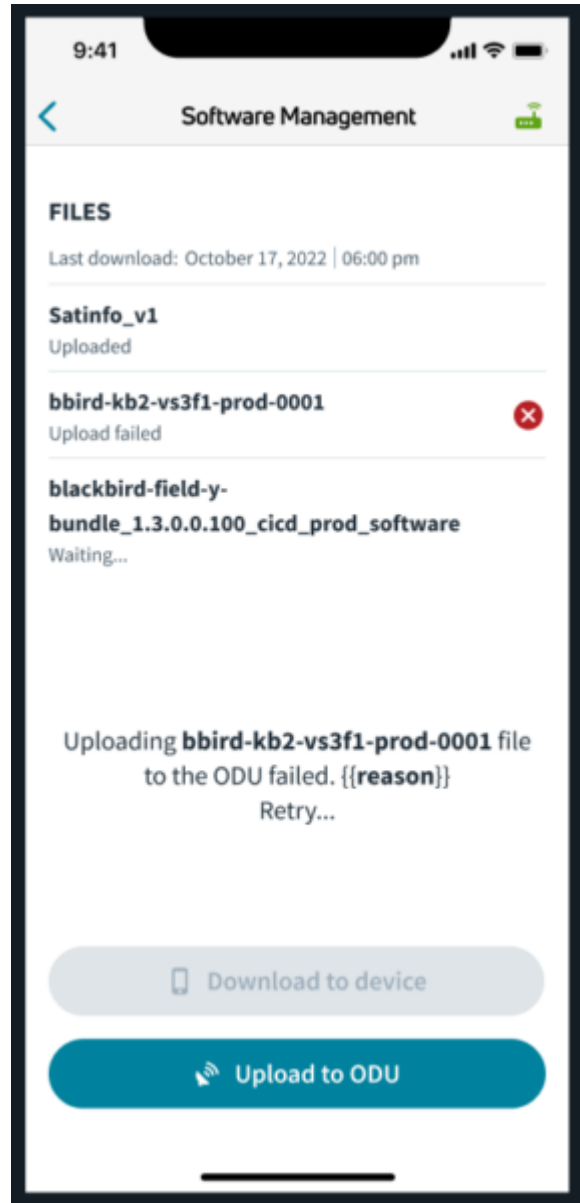 9:41
Software Management
FILES
Last download: October 17, 2022 | 06:00 pm
Satinfo_v1
Uploaded
bbird-kb2-vs3f1-prod-0001
Upload failed
blackbird-field-y-
bundle_1.3.0.0.100_cicd_prod_software
Waiting...
Uploading bbird-kb2-vs3f1-prod-0001 file
to the ODU failed. {{reason}}
Retry...
Download to device
Upload to ODU